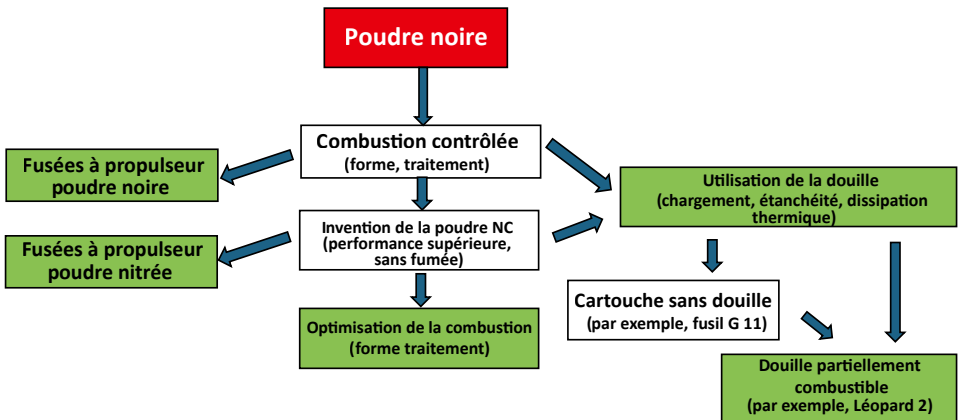 Poudre noire
Combustion contrôlée
(forme, traitement)
Fusées à propulseur
poudre noire
Utilisation de la douille
(chargement, étanchéité, dissipation
thermique)
Invention de la poudre NC
(performance supérieure,
sans fumée)
Fusées à propulseur
poudre nitrée
Cartouche sans douille
(par exemple, fusil G 11)
Optimisation de la combustion
(forme traitement)
Douille partiellement
combustible
(par exemple, Léopard 2)